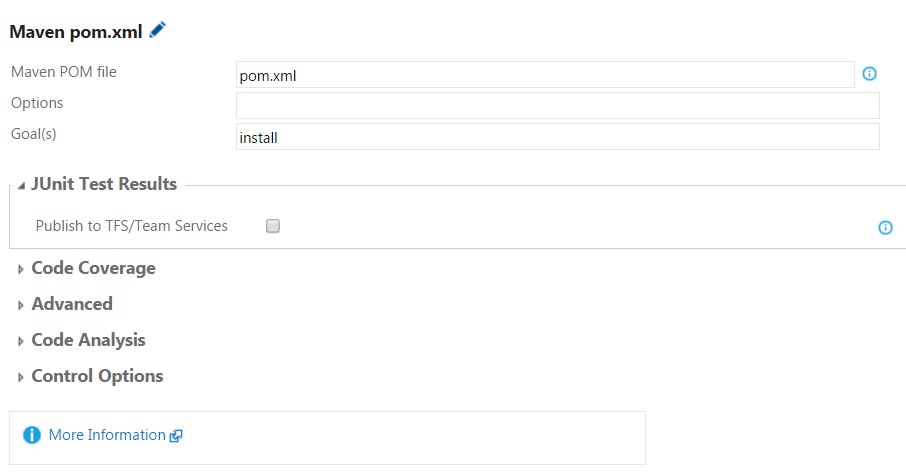 Maven pom.xml
Maven POM file pom.xml
Options
Goal(s) install
JUnit Test Results
Publish to TFS/Team Services
Code Coverage
Advanced
Code Analysis
Control Options
More Information